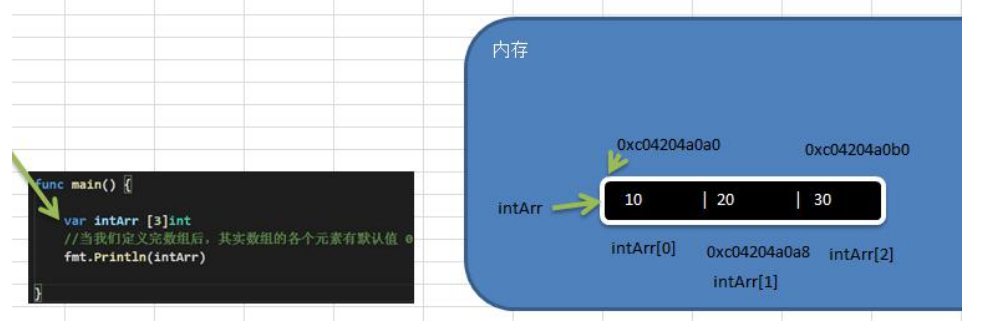 func main() {
var intArr [3]int
//当我们定义完数组后，其实数组的各个元素有默认值 0
fmt.Println(intArr)
}
内存
0xc04204a0a0 0xc04204a0b0
intArr 10 | 20 | 30
intArr[0] 0xc04204a0a8 intArr[2]
intArr[1]